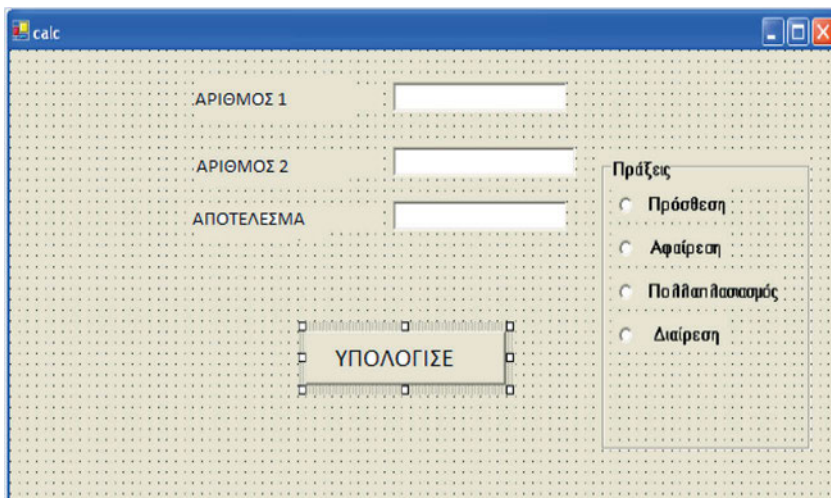 calc
ΑΡΙΘΜΟΣ 1
ΑΡΙΘΜΟΣ 2
ΑΠΟΤΕΛΕΣΜΑ
Πράξεις
Πρόσθεση
Αφαίρεση
Πολλαπλασιασμός
Διαίρεση
ΥΠΟΛΟΓΙΣΕ